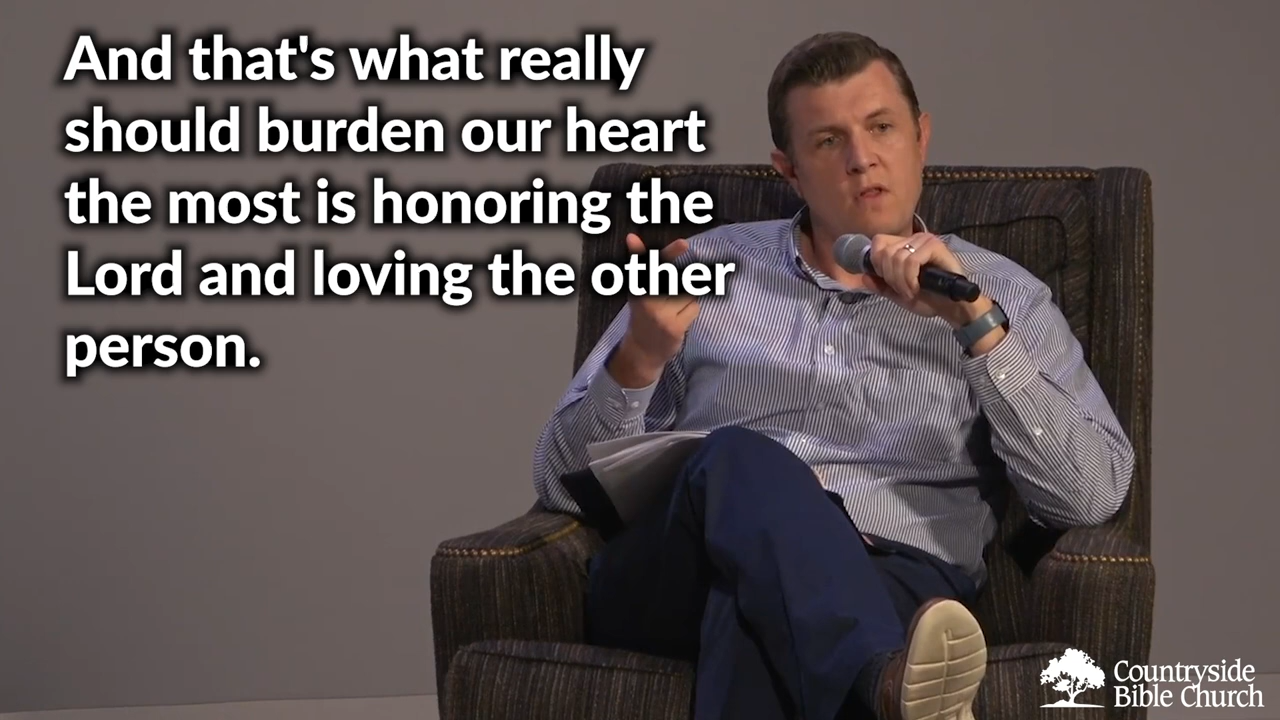 And that's what really
should burden our heart
the most is honoring the
Lord and loving the other
person.
Countryside
Bible Church